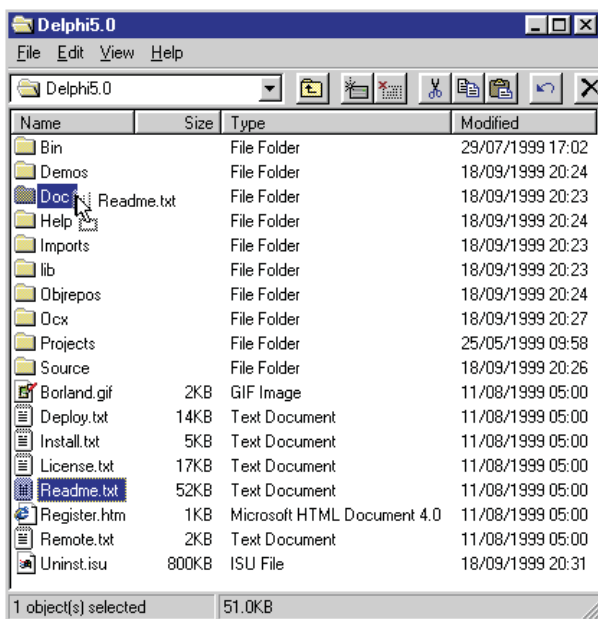 Delphi5.0
File Edit View Help
Delphi5.0
Name Size Type Modified
Bin File Folder 29/07/1999 17:02
Demos File Folder 18/09/1999 20:24
Doc Readme.txt File Folder 18/09/1999 20:23
Help File Folder 18/09/1999 20:24
Imports File Folder 18/09/1999 20:23
lib File Folder 18/09/1999 20:23
Objrepos File Folder 18/09/1999 20:24
Ocx File Folder 18/09/1999 20:27
Projects File Folder 25/05/1999 09:58
Source File Folder 18/09/1999 20:26
Borland.gif 2KB GIF Image 11/08/1999 05:00
Deploy.txt 14KB Text Document 11/08/1999 05:00
Install.txt 5KB Text Document 11/08/1999 05:00
License.txt 17KB Text Document 11/08/1999 05:00
Readme.txt 52KB Text Document 11/08/1999 05:00
Register.htm 1KB Microsoft HTML Document 4.0 11/08/1999 05:00
Remote.txt 2KB Text Document 11/08/1999 05:00
Uninst.isu 800KB ISU File 18/09/1999 20:31
1 object(s) selected 51.0KB